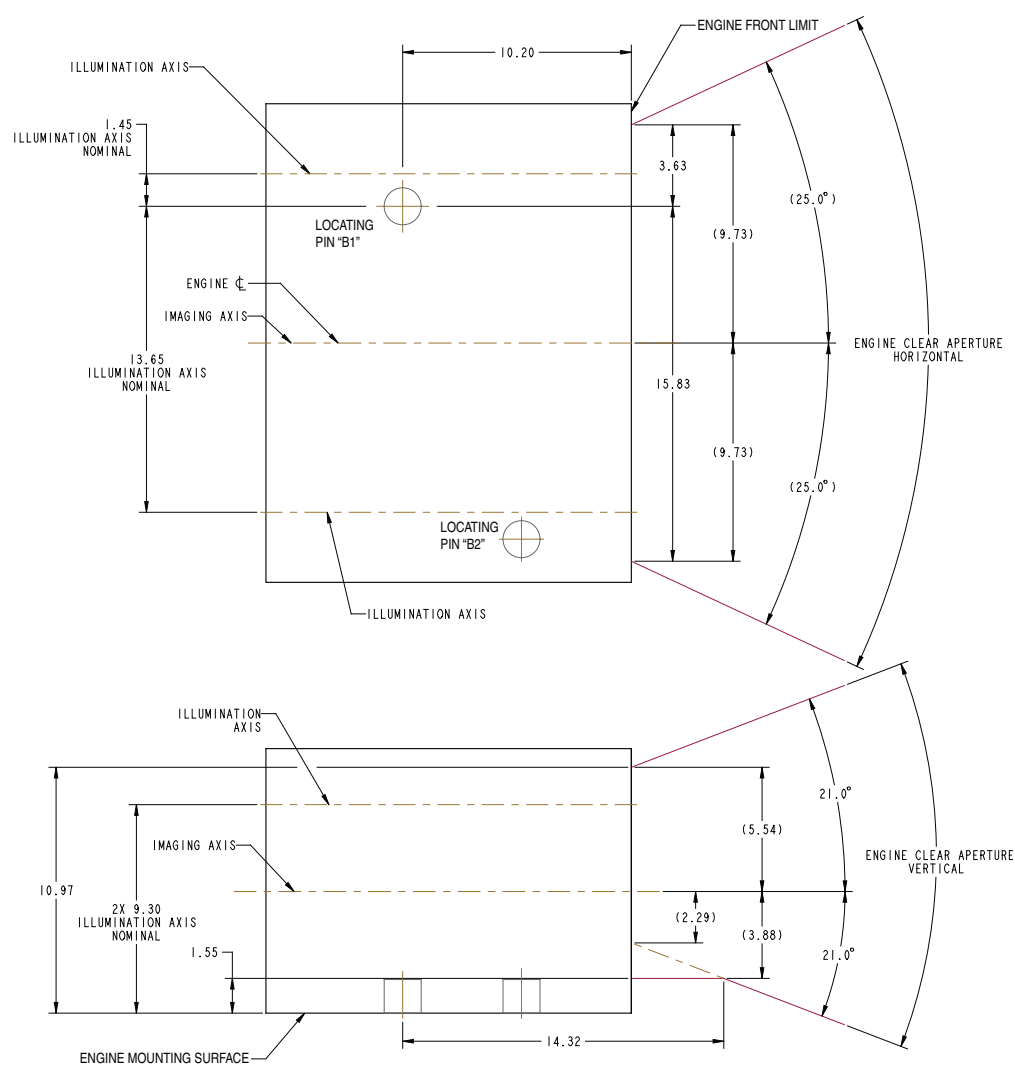 ENGINE FRONT LIMIT
10.20
ILLUMINATION AXIS
1.45
ILLUMINATION AXIS
NOMINAL
3.63
(25.0°)
LOCATING
PIN “B1”
(9.73)
ENGINE ℄
IMAGING AXIS
ENGINE CLEAR APERTURE
HORIZONTAL
13.65
ILLUMINATION AXIS
NOMINAL
15.83
(9.73)
(25.0°)
LOCATING
PIN “B2”
ILLUMINATION AXIS
ILLUMINATION
AXIS
21.0°
(5.54)
IMAGING AXIS
ENGINE CLEAR APERTURE
VERTICAL
10.97
2X 9.30
ILLUMINATION AXIS
NOMINAL
(2.29)
(3.88)
1.55
21.0°
14.32
ENGINE MOUNTING SURFACE